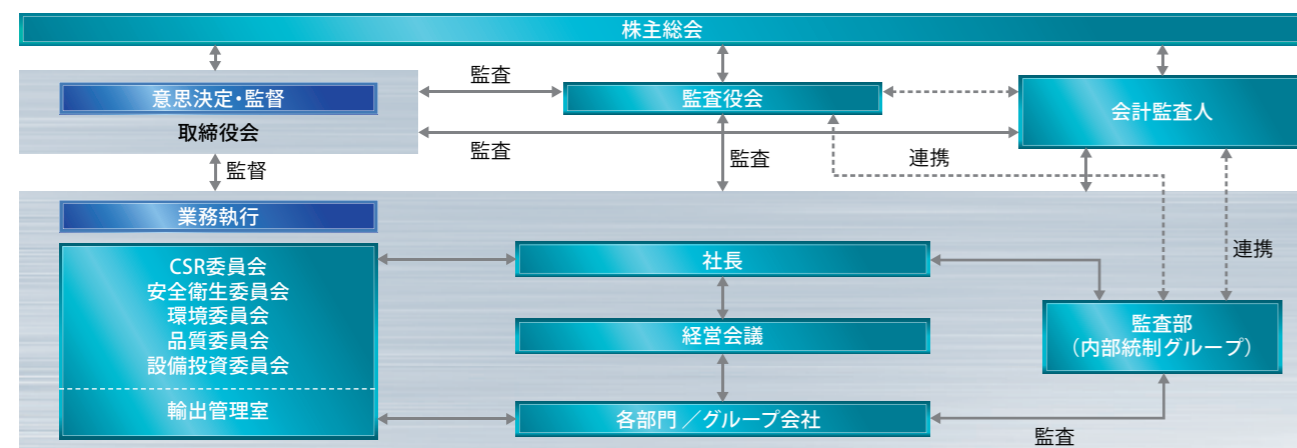 株主総会
意思決定・監督
取締役会
監査
監査役会
会計監査人
監査
監督
監査
連携
業務執行
CSR委員会
安全衛生委員会
環境委員会
品質委員会
設備投資委員会
輸出管理室
社長
経営会議
各部門／グループ会社
連携
監査部
（内部統制グループ）
監査